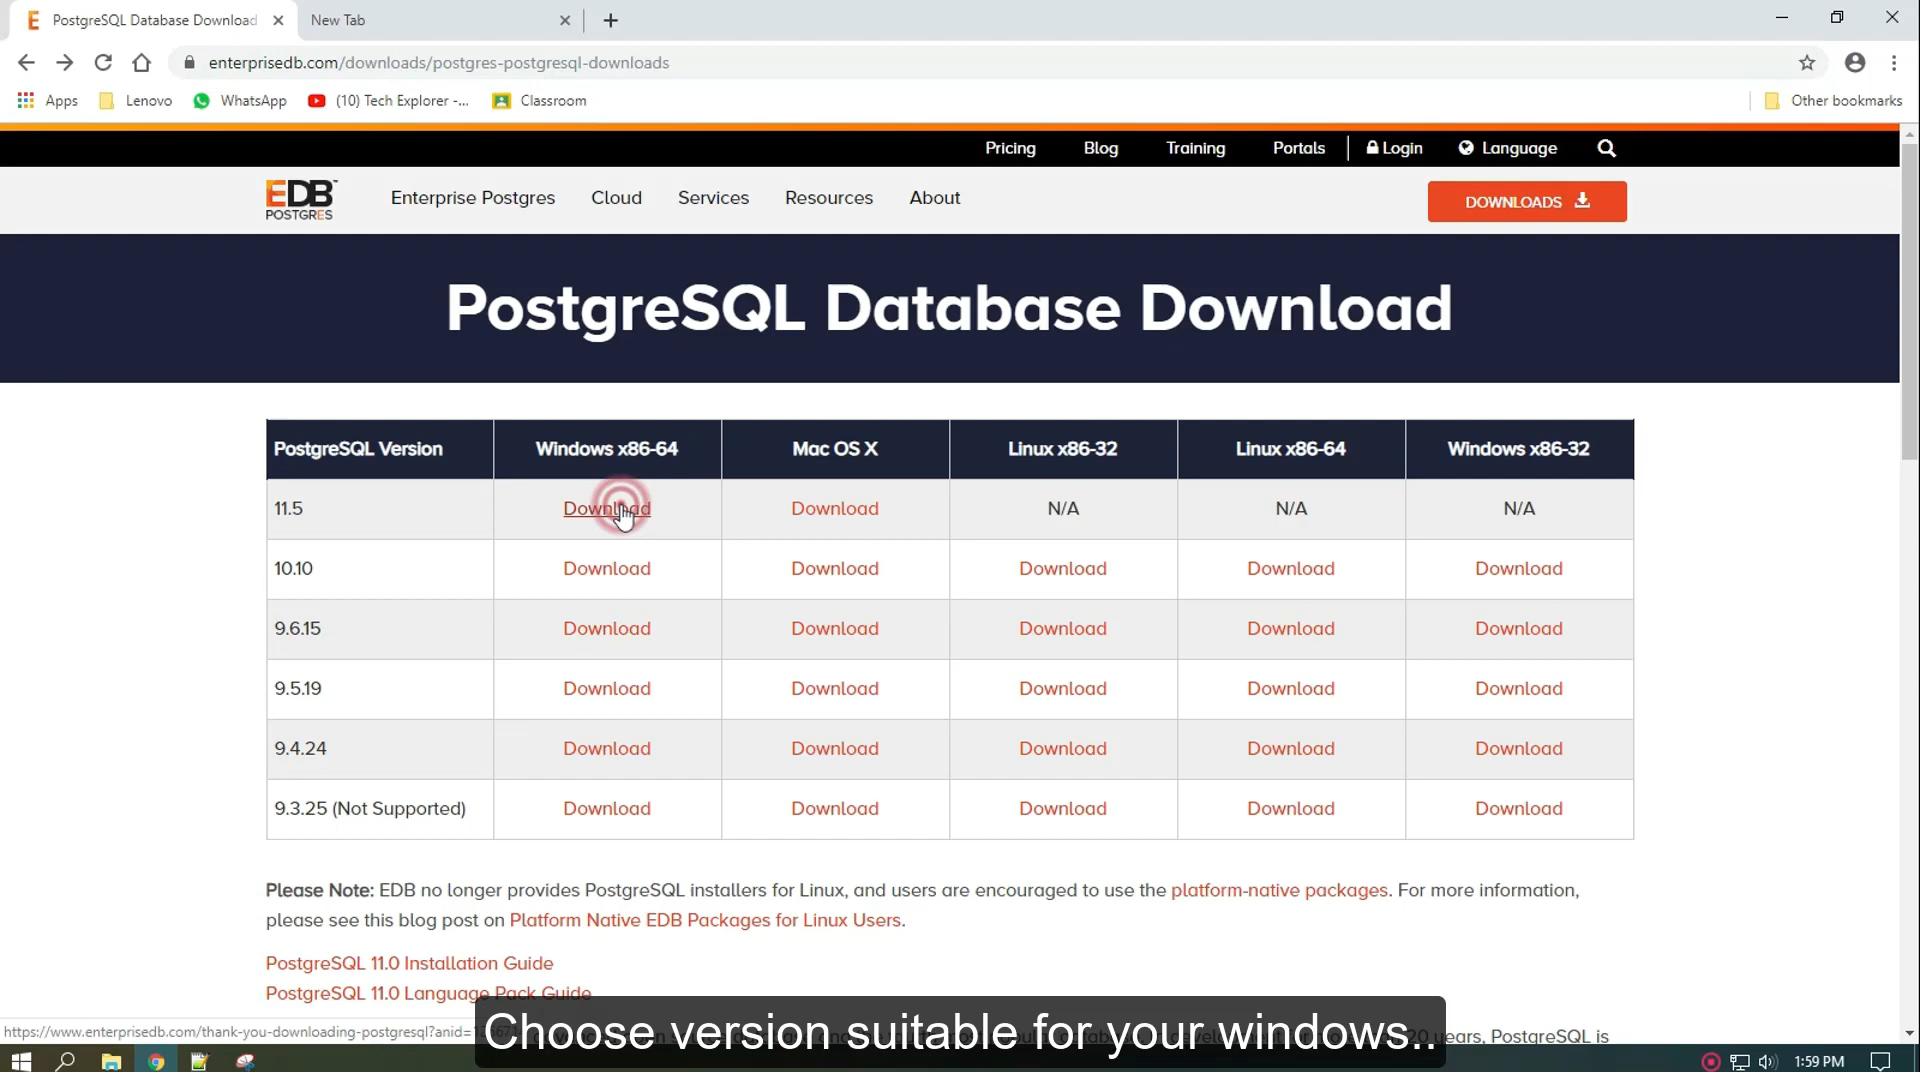 PostgreSQL Database Download
New Tab
enterprisedb.com/downloads/postgres-postgresql-downloads
Apps
Lenovo
WhatsApp
(10) Tech Explorer -...
Classroom
Other bookmarks
Pricing
Blog
Training
Portals
Login
Language
EDB
POSTGRES
Enterprise Postgres
Cloud
Services
Resources
About
DOWNLOADS
PostgreSQL Database Download
PostgreSQL Version Windows x86-64 Mac OS X Linux x86-32 Linux x86-64 Windows x86-32
11.5 Download Download N/A N/A N/A
10.10 Download Download Download Download Download
9.6.15 Download Download Download Download Download
9.5.19 Download Download Download Download Download
9.4.24 Download Download Download Download Download
9.3.25 (Not Supported) Download Download Download Download Download
Please Note: EDB no longer provides PostgreSQL installers for Linux, and users are encouraged to use the platform-native packages. For more information,
please see this blog post on Platform Native EDB Packages for Linux Users.
PostgreSQL 11.0 Installation Guide
PostgreSQL 11.0 Language Pack Guide
https://www.enterprisedb.com/thank-you-downloading-postgresql?anid=
years, PostgreSQL is
Choose version suitable for your windows..
1:59 PM